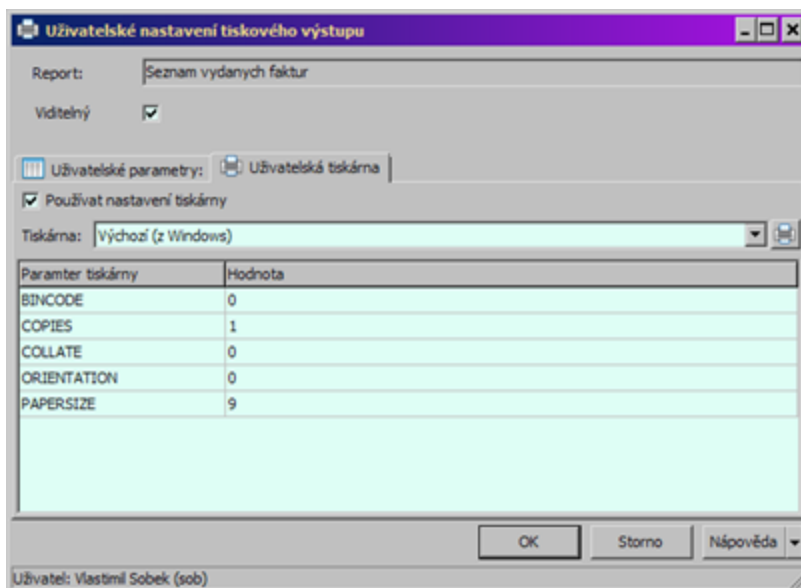 Uživatelské nastavení tiskového výstupu
Report: Seznam vydanych faktur
Viditelný
Uživatelské parametry: Uživatelská tiskárna
Používat nastavení tiskárny
Tiskárna: Výchozí (z Windows)
Paramter tiskárny Hodnota
BINCODE 0
COPIES 1
COLLATE 0
ORIENTATION 0
PAPERSIZE 9
OK Storno Nápověda
Uživatel: Vlastimil Sobek (sob)